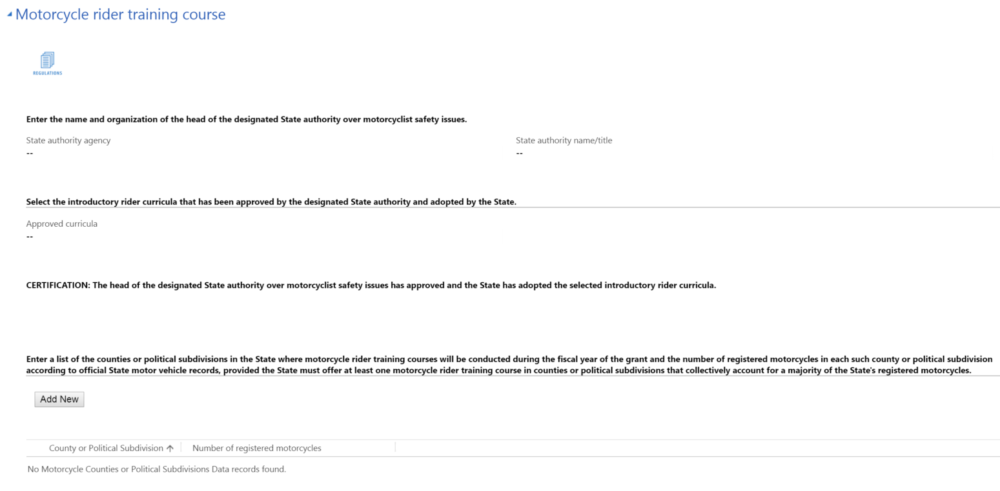 Motorcycle rider training course
REGULATIONS
Enter the name and organization of the head of the designated State authority over motorcyclist safety issues.
State authority agency
State authority name/title
--
--
Select the introductory rider curricula that has been approved by the designated State authority and adopted by the State.
Approved curricula
--
CERTIFICATION: The head of the designated State authority over motorcyclist safety issues has approved and the State has adopted the selected introductory rider curricula.
Enter a list of the counties or political subdivisions in the State where motorcycle rider training courses will be conducted during the fiscal year of the grant and the number of registered motorcycles in each such county or political subdivision
according to official State motor vehicle records, provided the State must offer at least one motorcycle rider training course in counties or political subdivisions that collectively account for a majority of the State's registered motorcycles.
Add New
County or Political Subdivision ↑
Number of registered motorcycles
No Motorcycle Counties or Political Subdivisions Data records found.